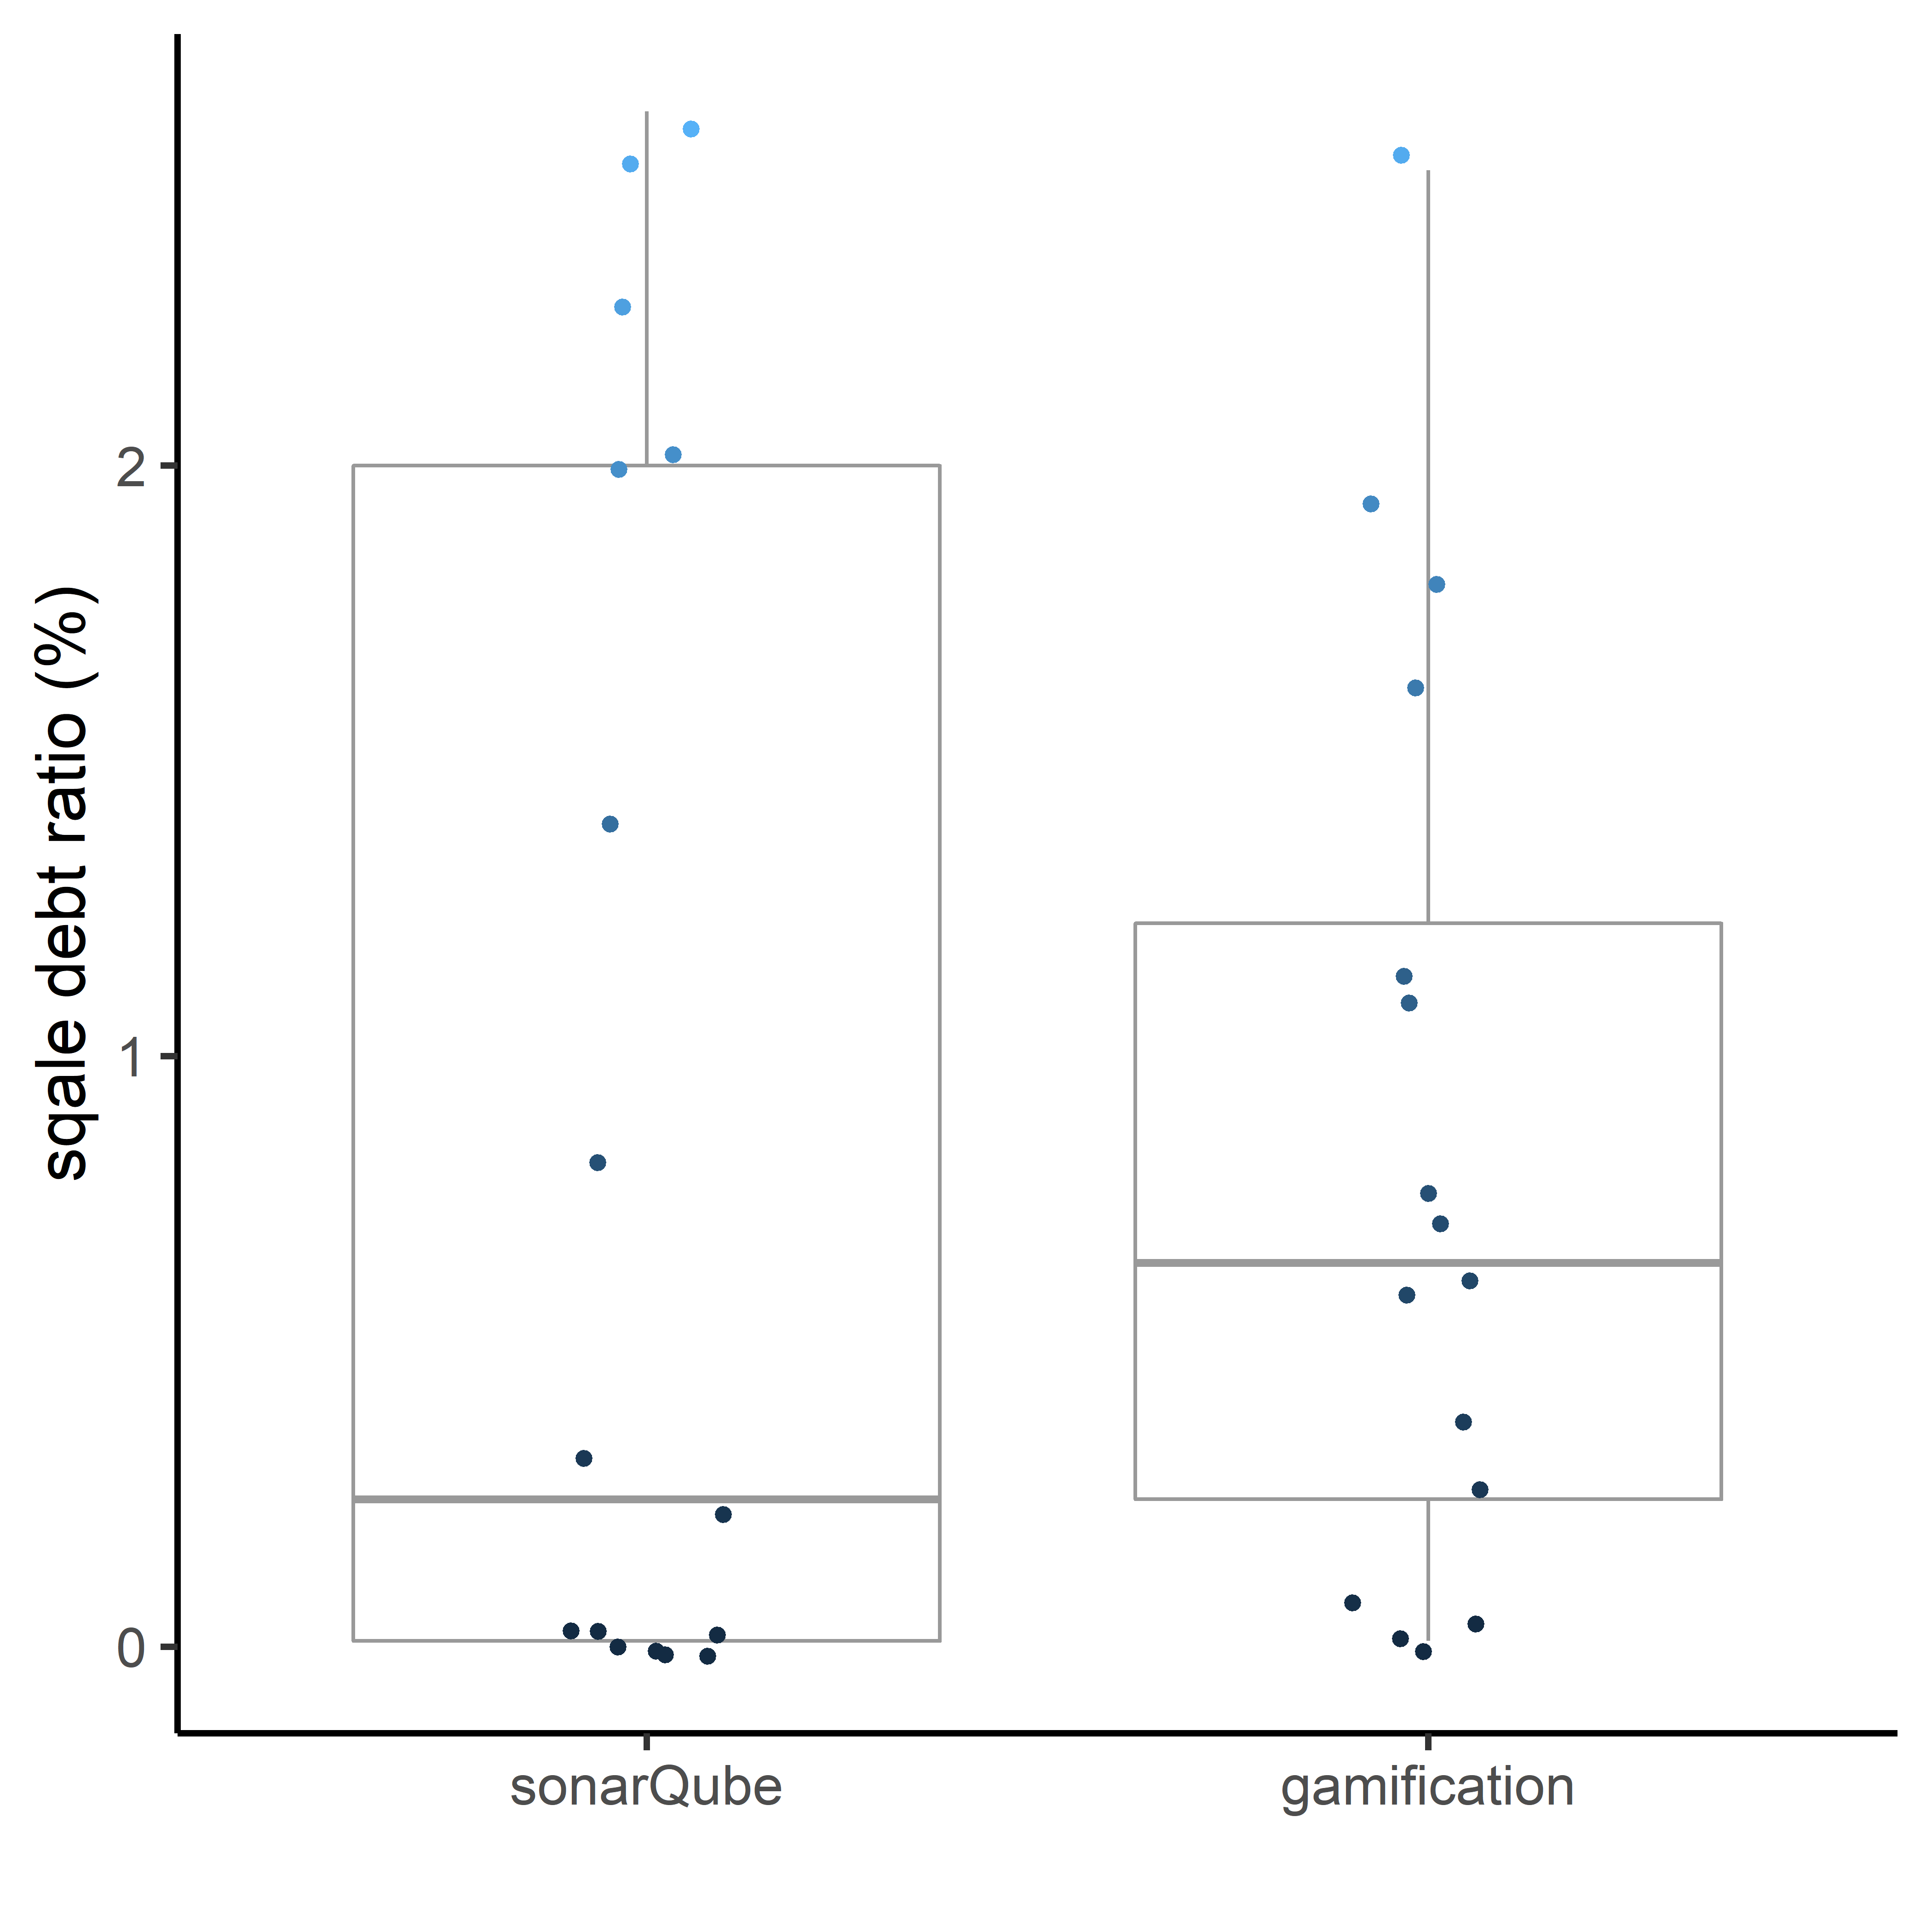 sqale debt ratio (%)
2
1
0
sonarQube
gamification